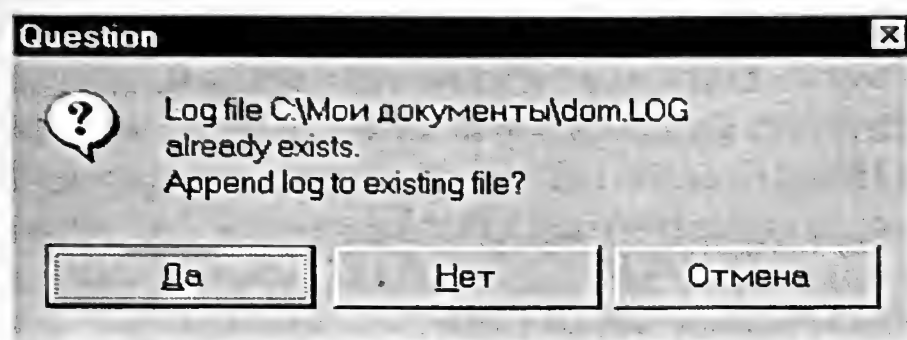 Question
?
Log file C:\Мои документы\dom.LOG
already exists.
Append log to existing file?
Да
Нет
Отмена